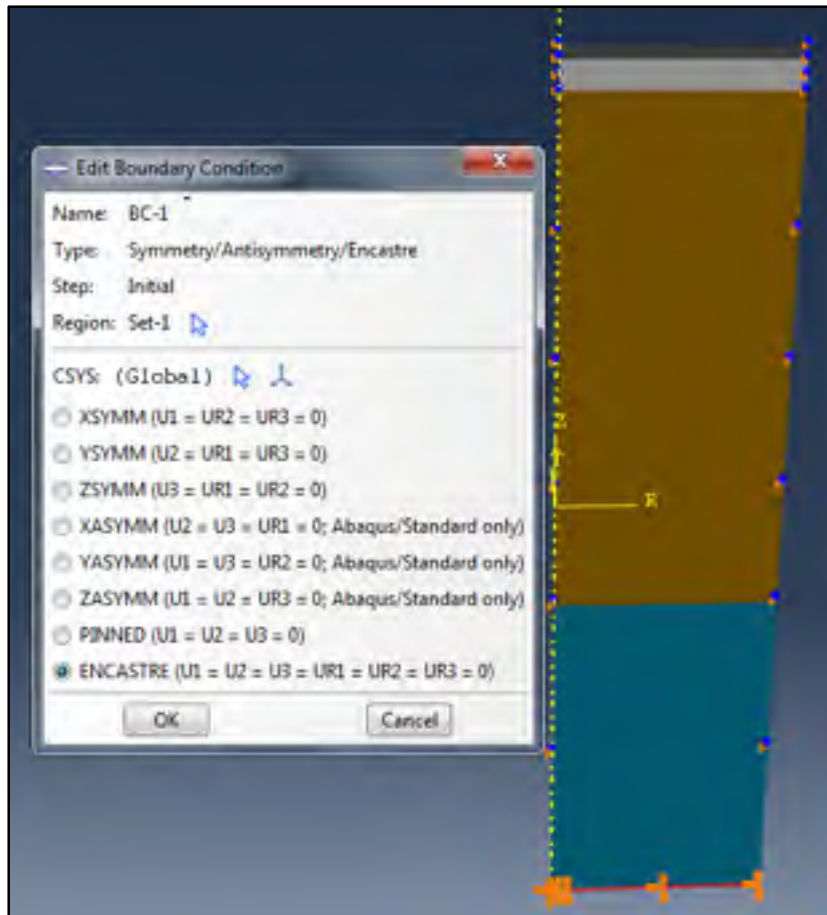 Edit Boundary Condition
Name: BC-1
Type: Symmetry/Antisymmetry/Encastre
Step: Initial
Region: Set-1
CSYS: (Global)
XSYMM (U1 = UR2 = UR3 = 0)
YSYMM (U2 = UR1 = UR3 = 0)
ZSYMM (U3 = UR1 = UR2 = 0)
XASYMM (U2 = U3 = UR1 = 0; Abaqus/Standard only)
YASYMM (U1 = U3 = UR2 = 0; Abaqus/Standard only)
ZASYMM (U1 = U2 = UR3 = 0; Abaqus/Standard only)
PINNED (U1 = U2 = U3 = 0)
ENCASTRE (U1 = U2 = U3 = UR1 = UR2 = UR3 = 0)
OK Cancel
Z
R